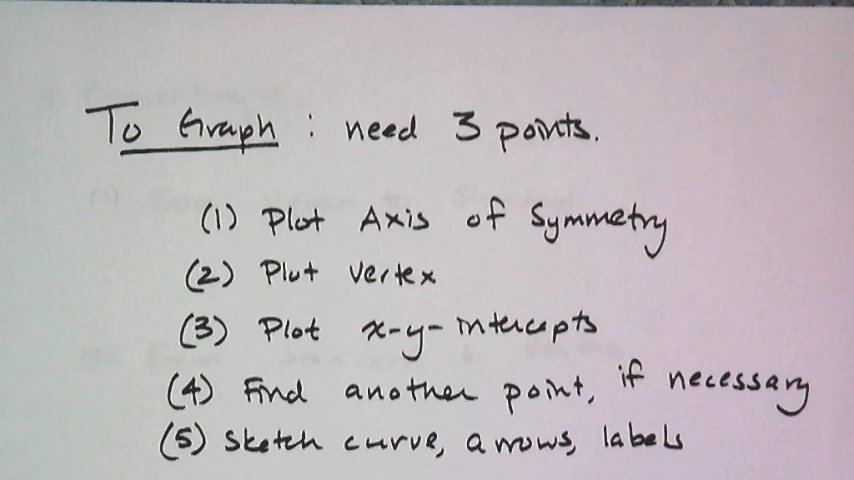 To Graph : need 3 points.
(1) Plot Axis of Symmetry
(2) Plot vertex
(3) Plot x-y-intercepts
(4) Find another point, if necessary
(5) Sketch curve, arrows, labels